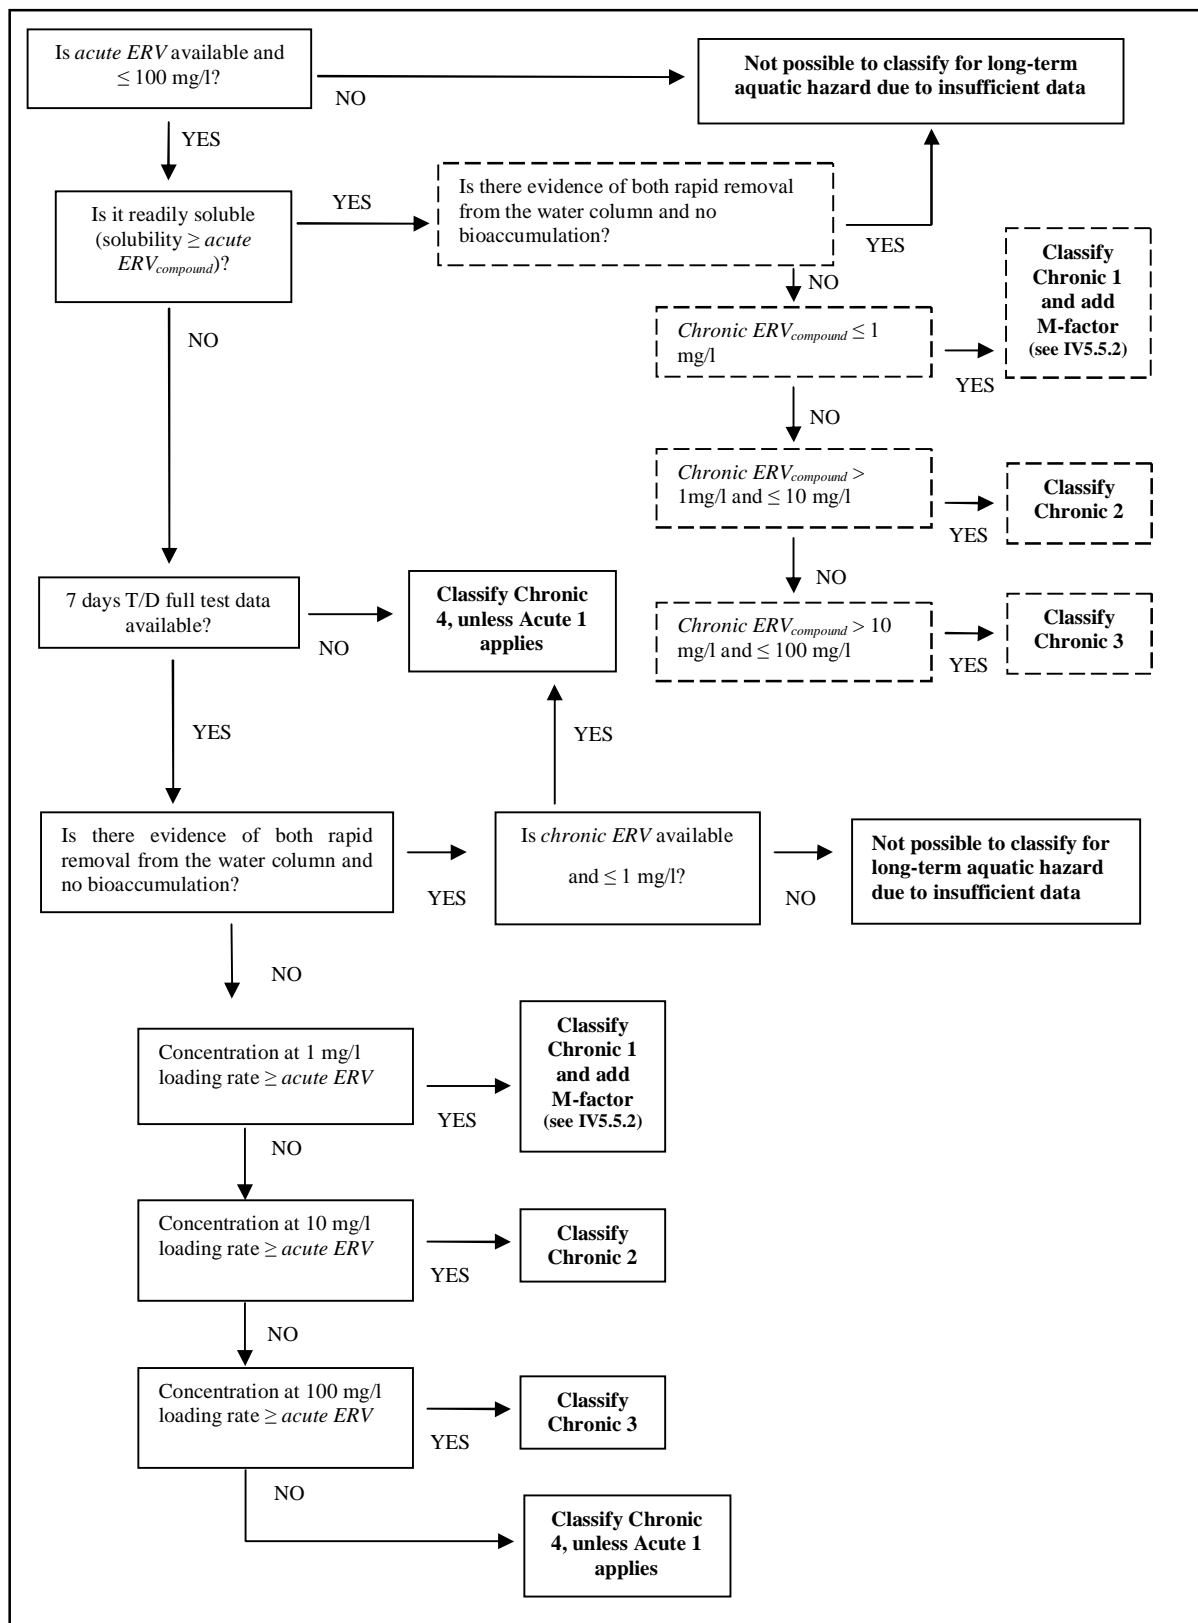 Is acute ERV available and
≤ 100 mg/l?
NO
Not possible to classify for long-term
aquatic hazard due to insufficient data
YES
Is it readily soluble
(solubility ≥ acute
ERVcompound)?
YES
Is there evidence of both rapid removal
from the water column and no
bioaccumulation?
YES
NO
Classify
Chronic 1
and add
M-factor
(see IV5.5.2)
NO
Chronic ERVcompound ≤ 1
mg/l
YES
NO
Chronic ERVcompound >
1mg/l and ≤ 10 mg/l
YES
Classify
Chronic 2
NO
7 days T/D full test data
available?
NO
Classify Chronic
4, unless Acute 1
applies
Chronic ERVcompound > 10
mg/l and ≤ 100 mg/l
YES
Classify
Chronic 3
YES
YES
Is there evidence of both rapid
removal from the water column and
no bioaccumulation?
YES
Is chronic ERV available
and ≤ 1 mg/l?
NO
Not possible to classify for
long-term aquatic hazard
due to insufficient data
NO
Concentration at 1 mg/l
loading rate ≥ acute ERV
YES
Classify
Chronic 1
and add
M-factor
(see IV5.5.2)
NO
Concentration at 10 mg/l
loading rate ≥ acute ERV
YES
Classify
Chronic 2
NO
Concentration at 100 mg/l
loading rate ≥ acute ERV
YES
Classify
Chronic 3
NO
Classify Chronic
4, unless Acute 1
applies